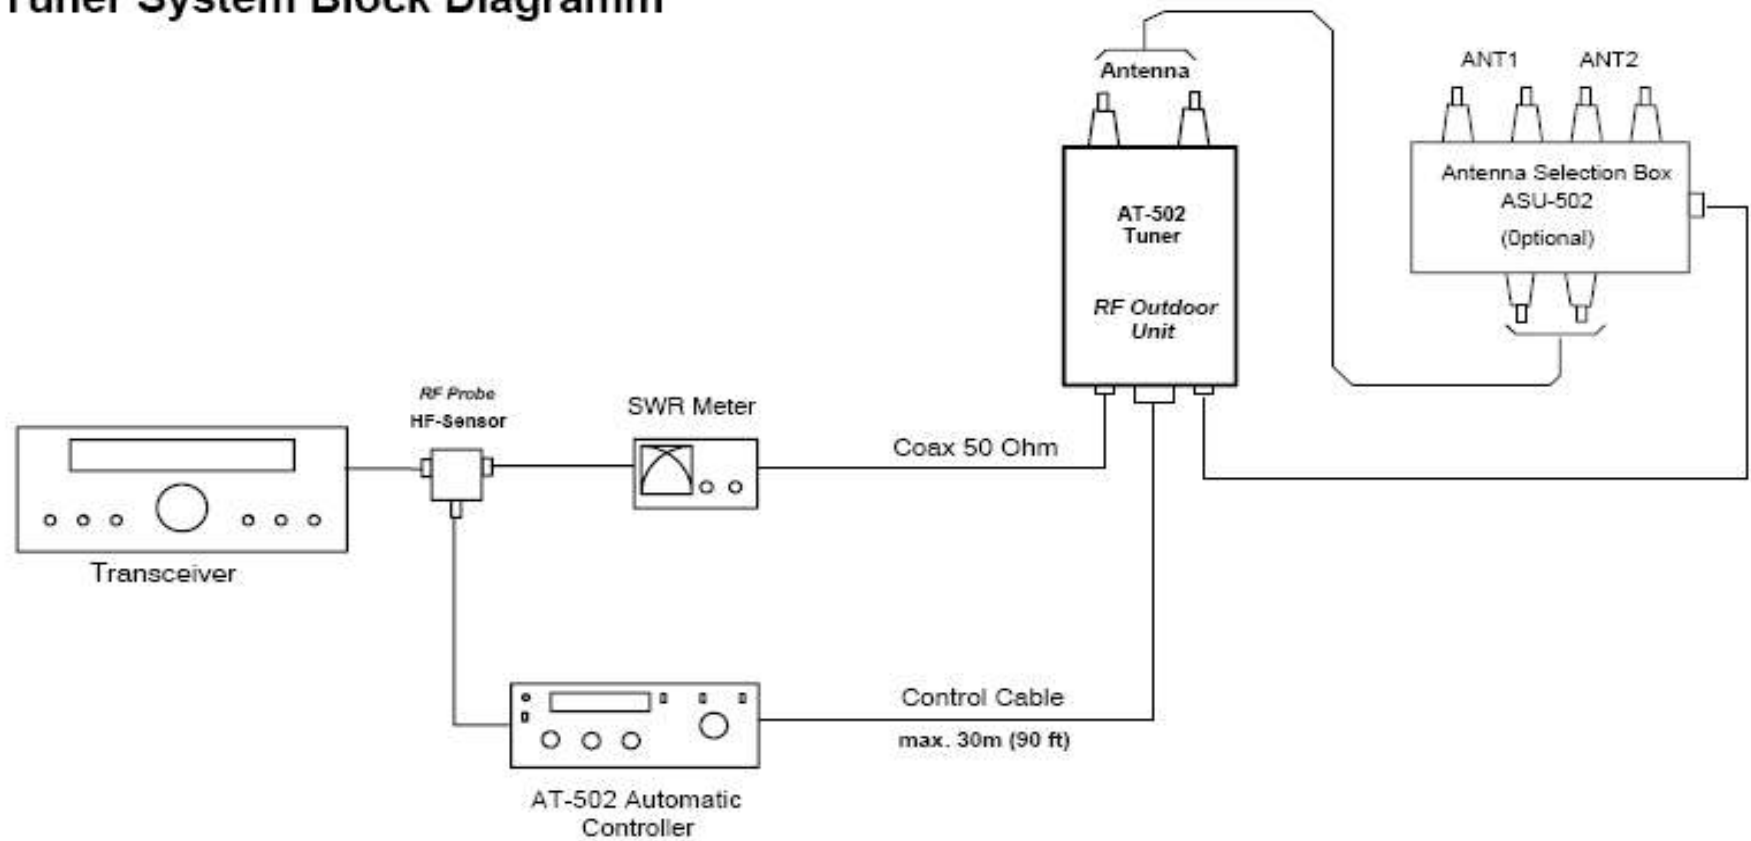 Tuner System Block Diagramm
Antenna
ANT1 ANT2
Antenna Selection Box
ASU-502
(0ptional)
AT-502
Tuner
RF Outdoor
Unit
RF Probe
HF-Sensor
SWR Meter
Coax 50 Ohm
Transceiver
Control Cable
max. 30m (90 ft)
AT-502 Automatic
Controller